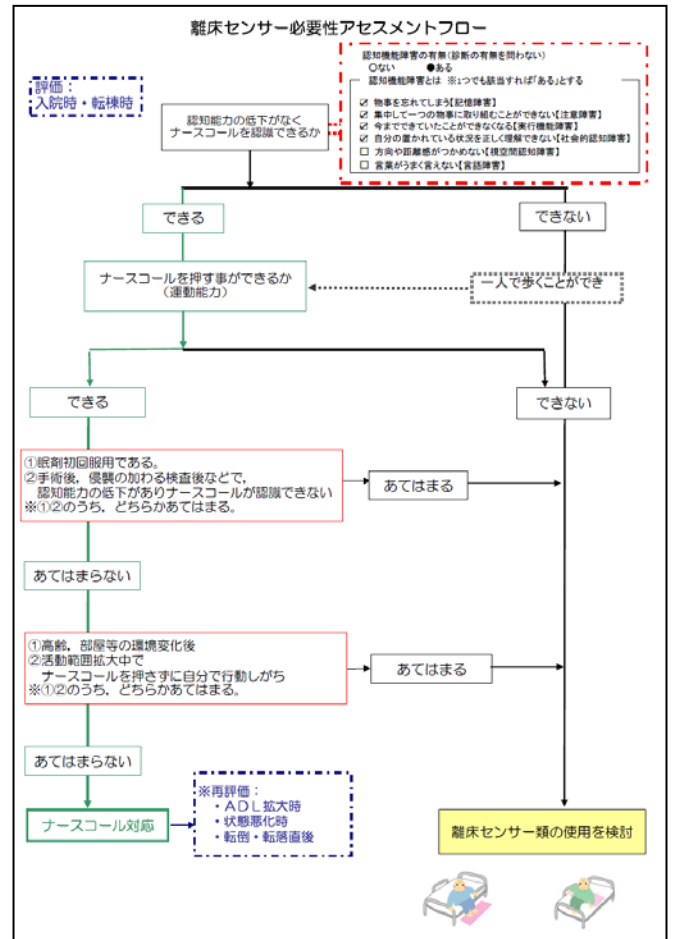 離床センサー必要性アセスメントフロー
評価：
入院時・転棟時
認知機能障害の有無（診断の有無を問わない）
○ない　●ある
認知機能障害とは ※1つでも該当すれば「ある」とする
☑ 物事を忘れてしまう【記憶障害】
☑ 集中して一つの物事に取り組むことができない【注意障害】
☑ 今までできていたことができなくなる【実行機能障害】
☑ 自分の置かれている状況を正しく理解できない【社会的認知障害】
☐ 方向や距離感がつかめない【視空間認知障害】
☐ 言葉がうまく言えない【言語障害】
認知能力の低下がなく
ナースコールを認識できるか
できる
できない
ナースコールを押す事ができるか
（運動能力）
一人で歩くことができ
できる
できない
①眠剤初回服用である。
②手術後，侵襲の加わる検査後などで，
認知能力の低下がありナースコールが認識できない
※①②のうち，どちらかあてはまる。
あてはまる
あてはまらない
①高齢，部屋等の環境変化後
②活動範囲拡大中で
ナースコールを押さずに自分で行動しがち
※①②のうち，どちらかあてはまる。
あてはまる
あてはまらない
ナースコール対応
※再評価：
・ＡＤＬ拡大時
・状態悪化時
・転倒・転落直後
離床センサー類の使用を検討